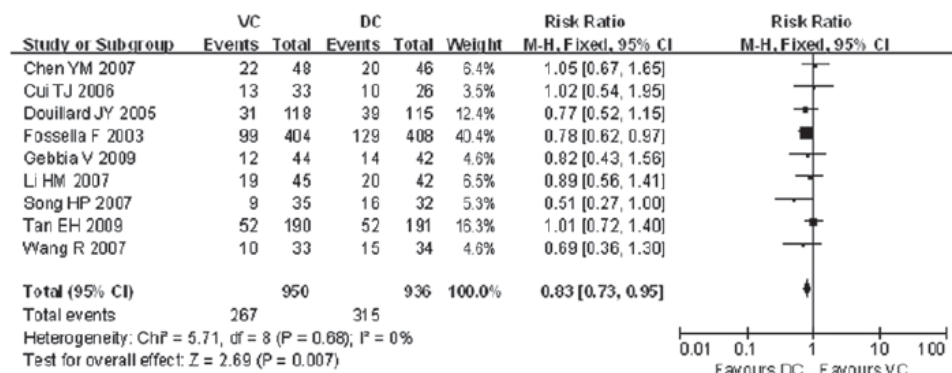 VC DC Risk Ratio Risk Ratio
Study or Subgroup Events Total Events Total Weight M-H, Fixed, 95% CI M-H, Fixed, 95% CI
Chen YM 2007 22 48 20 46 6.4% 1.05 [0.67, 1.65]
Cui TJ 2006 13 33 10 26 3.5% 1.02 [0.54, 1.95]
Douillard JY 2005 31 118 39 115 12.4% 0.77 [0.52, 1.15]
Fossella F 2003 99 404 129 408 40.4% 0.78 [0.62, 0.97]
Gebbia V 2009 12 44 14 42 4.6% 0.82 [0.43, 1.56]
Li HM 2007 19 45 20 42 6.5% 0.89 [0.56, 1.41]
Song HP 2007 9 35 16 32 5.3% 0.51 [0.27, 1.00]
Tan EH 2009 52 190 52 191 16.3% 1.01 [0.72, 1.40]
Wang R 2007 10 33 15 34 4.6% 0.69 [0.36, 1.30]
Total (95% CI) 950 936 100.0% 0.83 [0.73, 0.95]
Total events 267 315
Heterogeneity: Chi² = 5.71, df = 8 (P = 0.68); I² = 0%
Test for overall effect: Z = 2.69 (P = 0.007)
0.01 0.1 1 10 100
Favours DC Favours VC